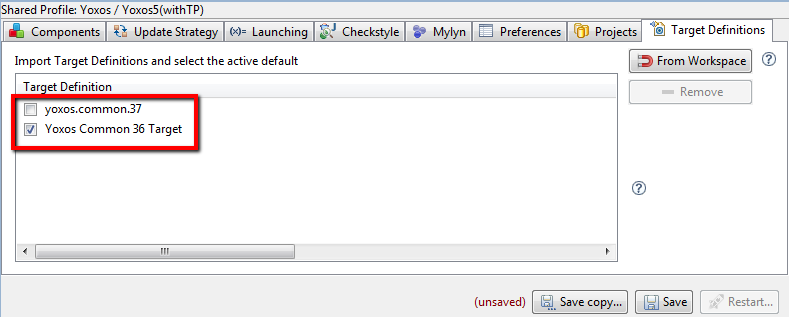 Shared Profile: Yoxos / Yoxos5(withTP)
Components Update Strategy (x)= Launching Checkstyle Mylyn Preferences Projects Target Definitions
Import Target Definitions and select the active default
From Workspace
Target Definition
Remove
yoxos.common.37
Yoxos Common 36 Target
(unsaved) Save copy... Save Restart...